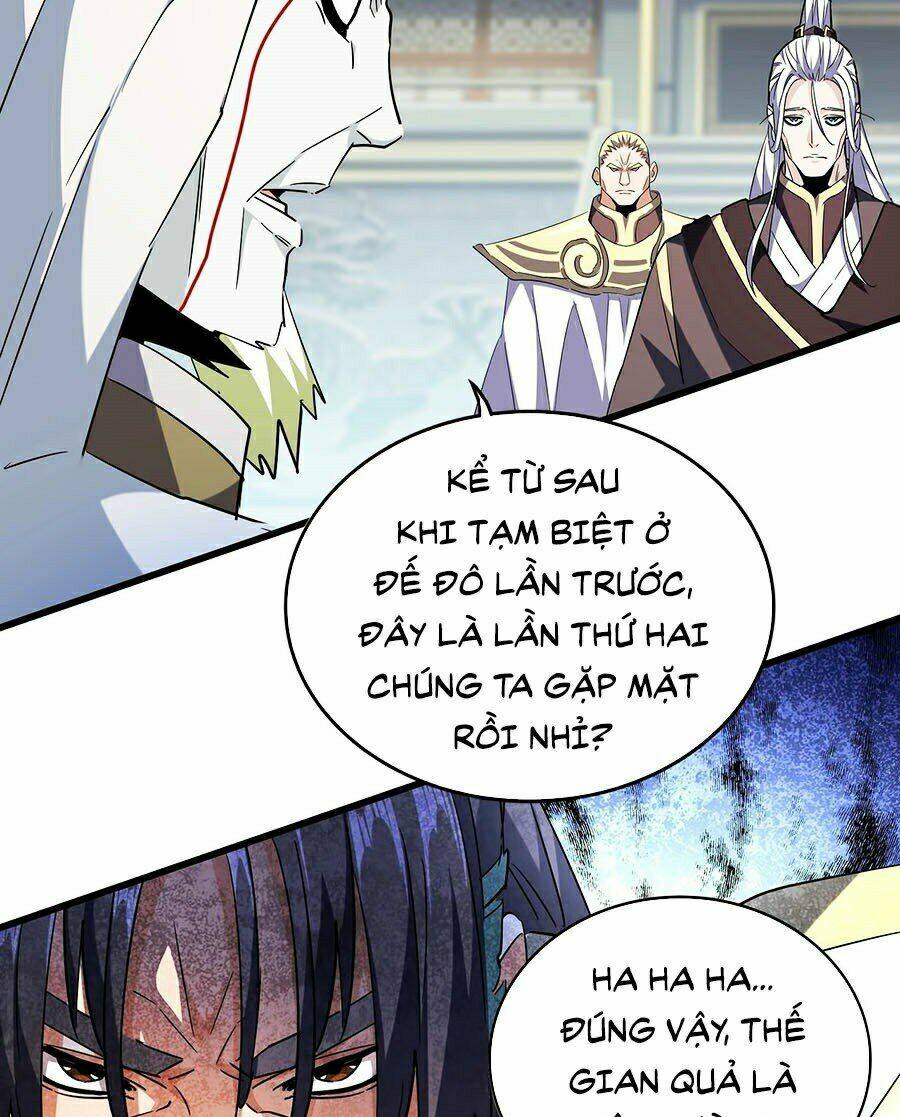 KỂ TỪ SAU
KHI TẠM BIỆT Ở
ĐẾ ĐÔ LẦN TRƯỚC,
ĐÂY LÀ LẦN THỨ HAI
CHÚNG TA GẶP MẶT
RỒI NHỈ?
HA HA HA...
ĐÚNG VẬY, THẾ
GIAN QUẢ LÀ